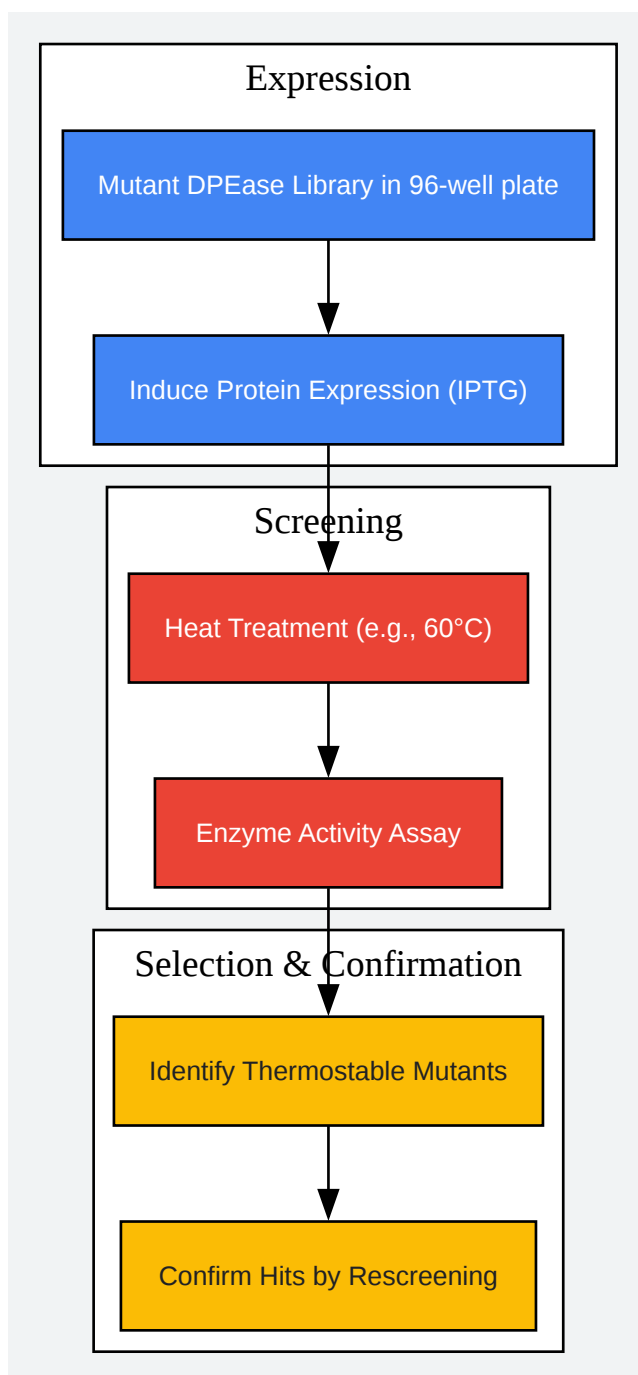 Expression
Mutant DPEase Library in 96-well plate
Induce Protein Expression (IPTG)
Screening
Heat Treatment (e.g., 60°C)
Enzyme Activity Assay
Selection & Confirmation
Identify Thermostable Mutants
Confirm Hits by Rescreening